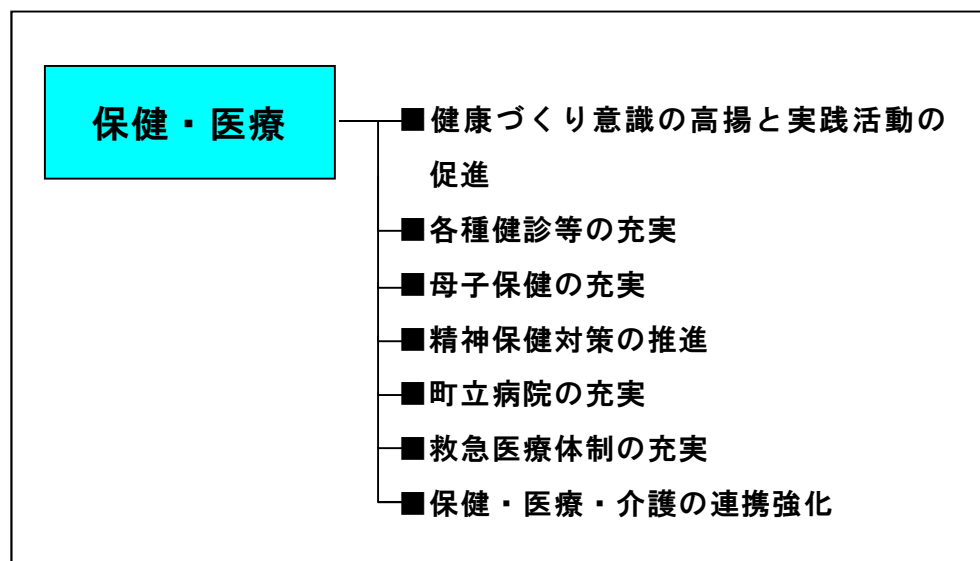 保健・医療
■健康づくり意識の高揚と実践活動の
促進
■各種健診等の充実
■母子保健の充実
■精神保健対策の推進
■町立病院の充実
■救急医療体制の充実
■保健・医療・介護の連携強化